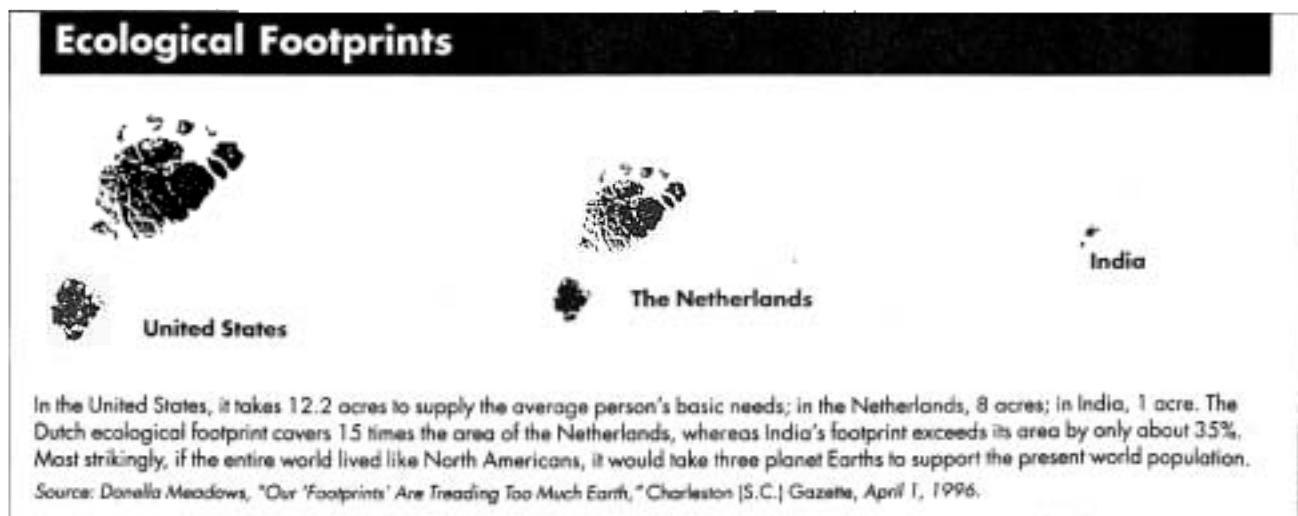 Ecological Footprints
India
The Netherlands
United States
In the United States, it takes 12.2 acres to supply the average person's basic needs; in the Netherlands, 8 acres; in India, 1 acre. The
Dutch ecological footprint covers 15 times the area of the Netherlands, whereas India's footprint exceeds its area by only about 35%.
Most strikingly, if the entire world lived like North Americans, it would take three planet Earths to support the present world population.
Source: Donella Meadows, "Our 'Footprints' Are Treading Too Much Earth," Charleston (S.C.) Gazette, April 1, 1996.